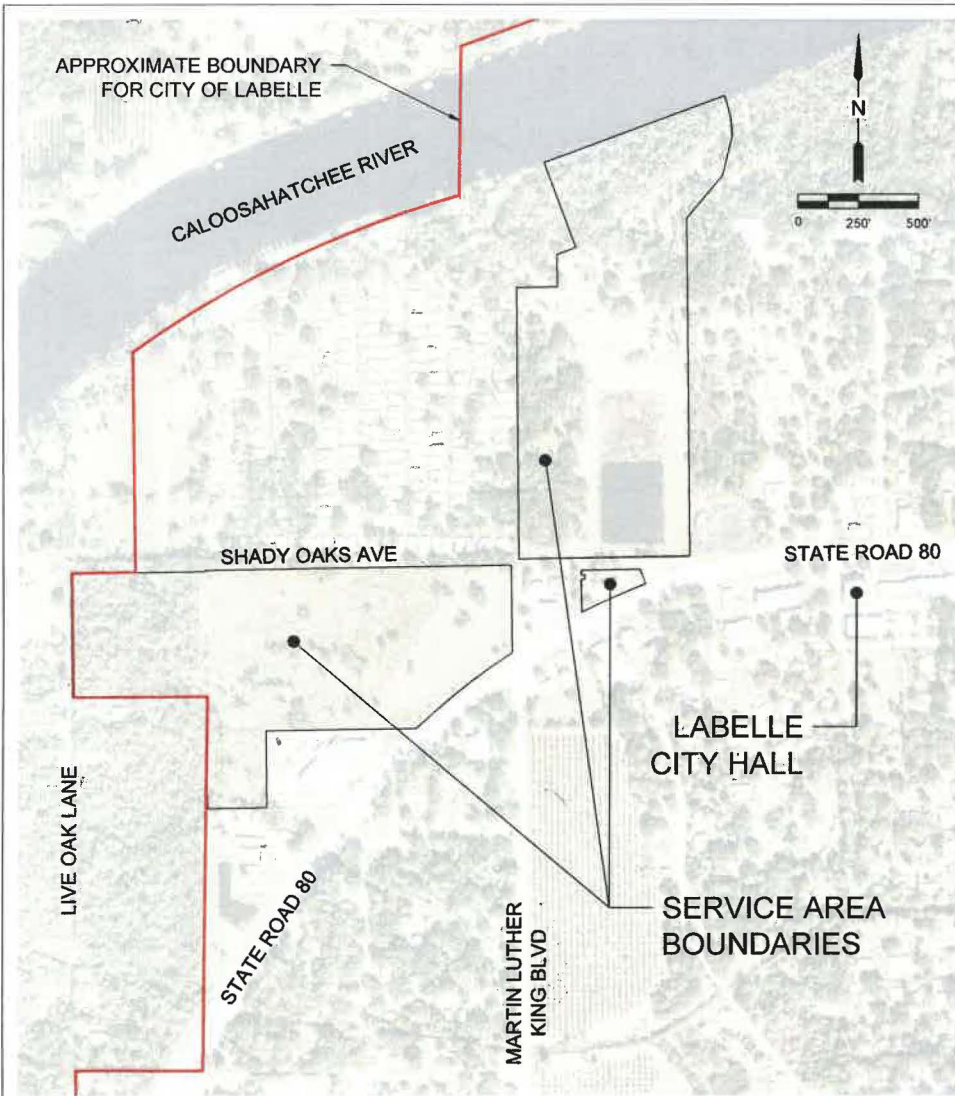 APPROXIMATE BOUNDARY
FOR CITY OF LABELLE
CALOOSAHATCHEE RIVER
N
0 250' 500'
SHADY OAKS AVE
STATE ROAD 80
LABELLE
CITY HALL
LIVE OAK LANE
STATE ROAD 80
MARTIN LUTHER
KING BLVD
SERVICE AREA
BOUNDARIES